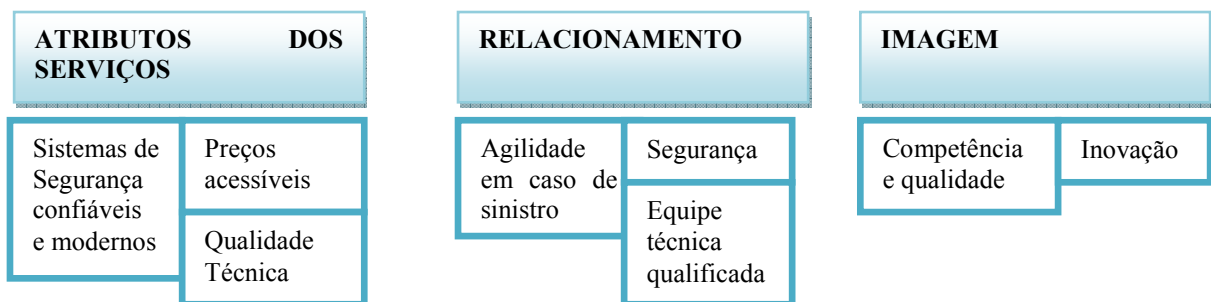 ATRIBUTOS DOS
SERVIÇOS
Sistemas de
Segurança
confiáveis
e modernos
Preços
acessíveis
Qualidade
Técnica
RELACIONAMENTO
Agilidade
em caso de
sinistro
Segurança
Equipe
técnica
qualificada
IMAGEM
Competência
e qualidade
Inovação